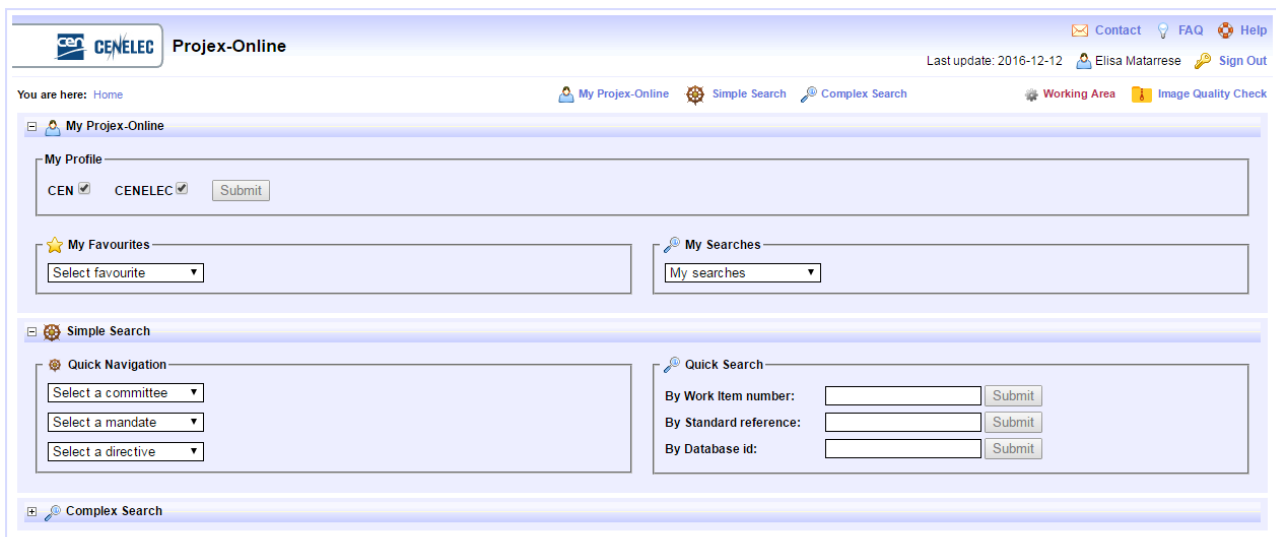 cen CENELEC Projex-Online
Contact FAQ Help
Last update: 2016-12-12 Elisa Matarrese Sign Out
You are here: Home My Projex-Online Simple Search Complex Search Working Area Image Quality Check
My Projex-Online
My Profile
CEN CENELEC Submit
My Favourites My Searches
Select favourite My searches
Simple Search
Quick Navigation Quick Search
Select a committee By Work Item number: Submit
Select a mandate By Standard reference: Submit
Select a directive By Database id: Submit
Complex Search